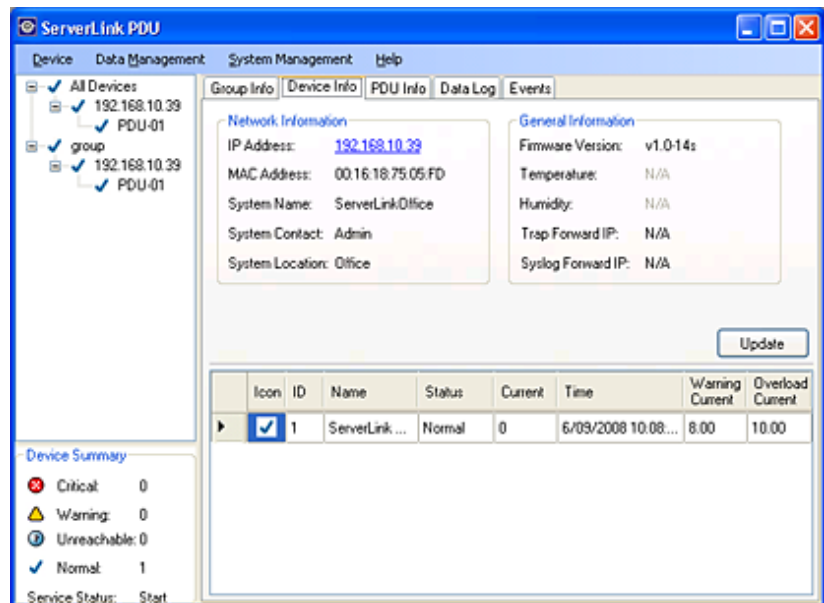 ServerLink PDU
Device Data Management System Management Help
All Devices
192.168.10.39
PDU-01
group
192.168.10.39
PDU-01
Group Info Device Info PDU Info Data Log Events
Network Information
IP Address: 192.168.10.39
MAC Address: 00:16:18:75:05:FD
System Name: ServerLinkOffice
System Contact: Admin
System Location: Office
General Information
Firmware Version: v1.0-14s
Temperature: N/A
Humidity: N/A
Trap Forward IP: N/A
Syslog Forward IP: N/A
Update
Icon ID Name Status Current Time Warning Current Overload Current
1 ServerLink ... Normal 0 6/09/2008 10:08:... 8.00 10.00
Device Summary
Critical: 0
Warning: 0
Unreachable: 0
Normal: 1
Service Status: Start